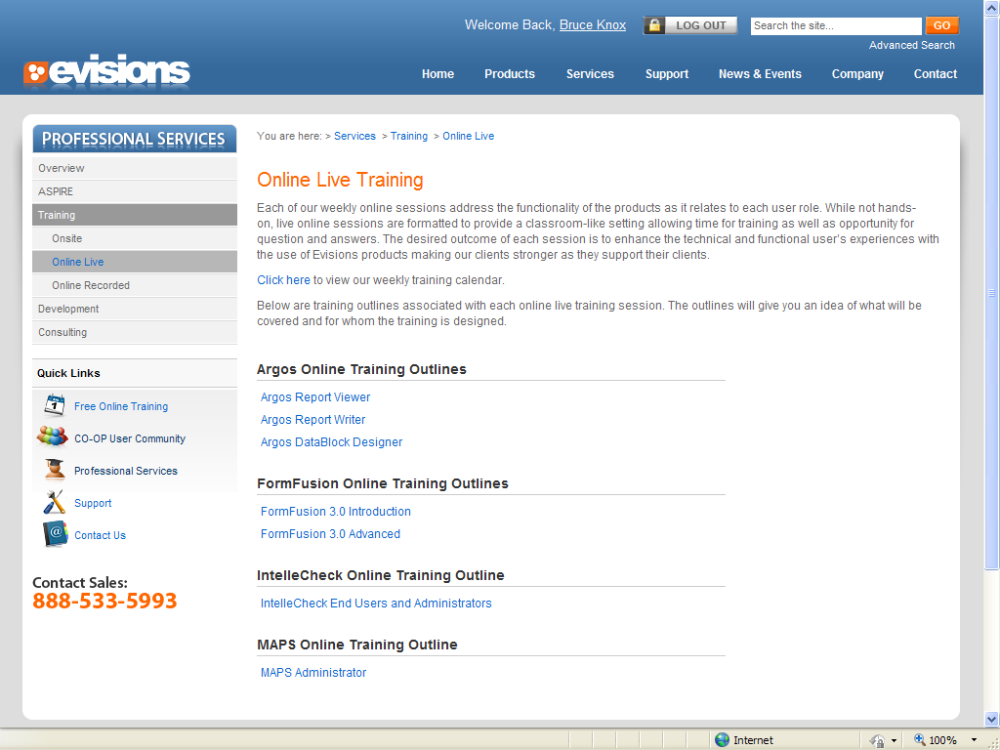 Welcome Back, Bruce Knox
LOG OUT
Search the site...
GO
Advanced Search
evisions
Home Products Services Support News & Events Company Contact
PROFESSIONAL SERVICES
Overview
ASPIRE
Training
Onsite
Online Live
Online Recorded
Development
Consulting
Quick Links
1
Free Online Training
CO-OP User Community
Professional Services
Support
@
Contact Us
Contact Sales:
888-533-5993
You are here: > Services > Training > Online Live
Online Live Training
Each of our weekly online sessions address the functionality of the products as it relates to each user role. While not hands-
on, live online sessions are formatted to provide a classroom-like setting allowing time for training as well as opportunity for
question and answers. The desired outcome of each session is to enhance the technical and functional user's experiences with
the use of Evisions products making our clients stronger as they support their clients.
Click here to view our weekly training calendar.
Below are training outlines associated with each online live training session. The outlines will give you an idea of what will be
covered and for whom the training is designed.
Argos Online Training Outlines
Argos Report Viewer
Argos Report Writer
Argos DataBlock Designer
FormFusion Online Training Outlines
FormFusion 3.0 Introduction
FormFusion 3.0 Advanced
IntelleCheck Online Training Outline
IntelleCheck End Users and Administrators
MAPS Online Training Outline
MAPS Administrator
Internet
100%